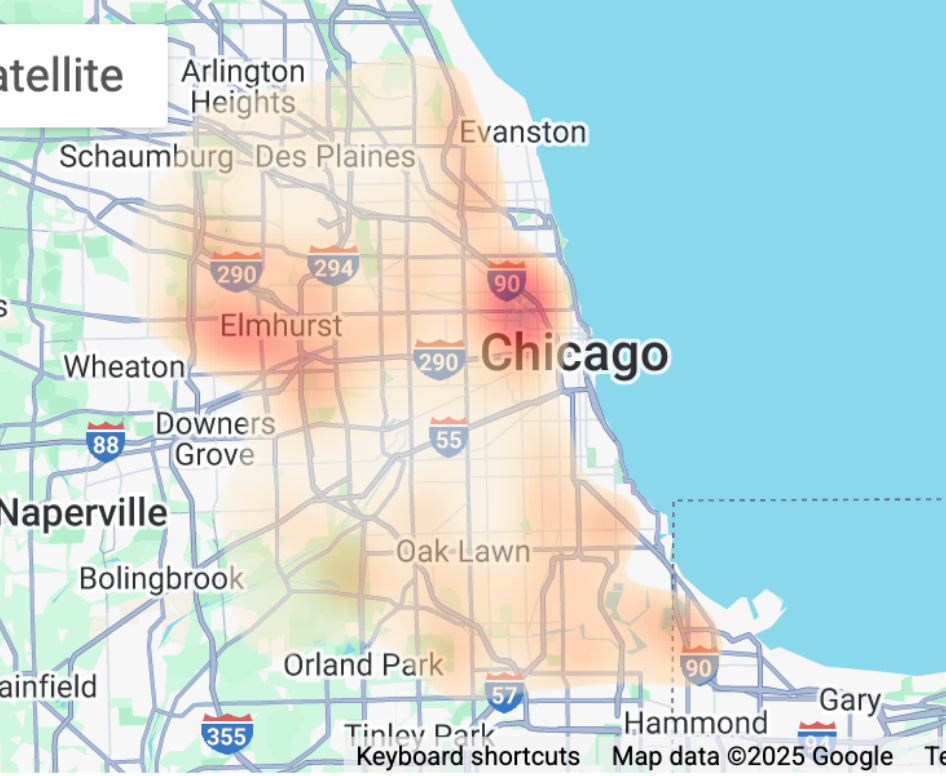 atellite
Arlington
Heights
Evanston
Schaumburg
Des Plaines
290
294
90
Elmhurst
Chicago
290
Wheaton
Downers
Grove
88
55
Naperville
Oak Lawn
Bolingbrook
Orland Park
90
57
ainfield
Gary
Hammond
355
Tinley Park
94
Keyboard shortcuts
Map data ©2025 Google
Te